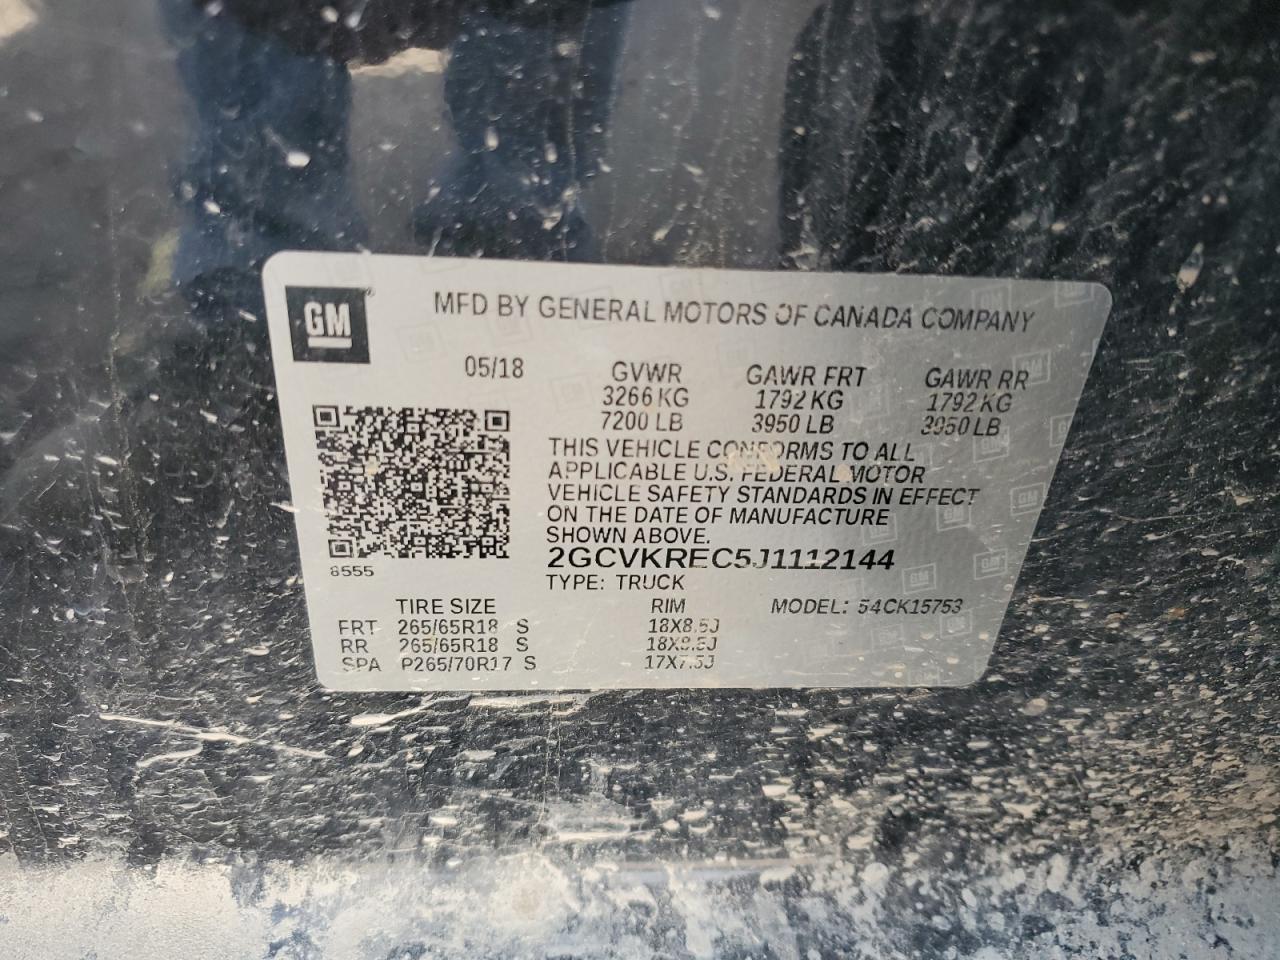 GM
MFD BY GENERAL MOTORS OF CANADA COMPANY
05/18 GVWR GAWR FRT GAWR RR
3266 KG 1792 KG 1792 KG
7200 LB 3950 LB 3950 LB
THIS VEHICLE CONFORMS TO ALL
APPLICABLE U.S. FEDERAL MOTOR
VEHICLE SAFETY STANDARDS IN EFFECT
ON THE DATE OF MANUFACTURE
SHOWN ABOVE.
2GCVKREC5J1112144
8555
TYPE: TRUCK
TIRE SIZE RIM MODEL: 54CK15753
FRT 265/65R18 S 18X8.5J
RR 265/65R18 S 18X8.5J
SPA P265/70R17 S 17X7.5J